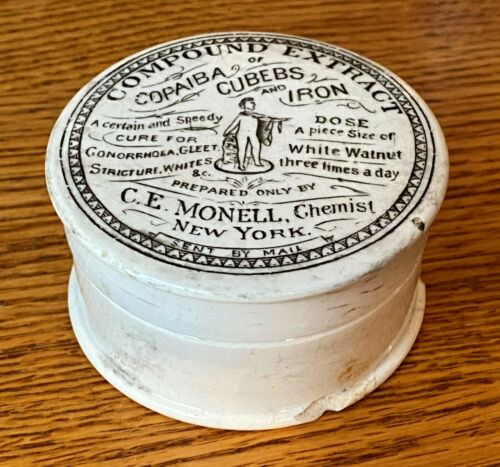 COMPOUND EXTRACT
OF
COPAIBA CUBEBS AND IRON
A certain and Speedy
CURE FOR
GONORRHOEA, GLEET,
STRICTURE, WHITES
&c.
DOSE
A piece Size of
White Walnut
three times a day
PREPARED ONLY BY
C. E. MONELL, Chemist
NEW YORK.
SENT BY MAIL